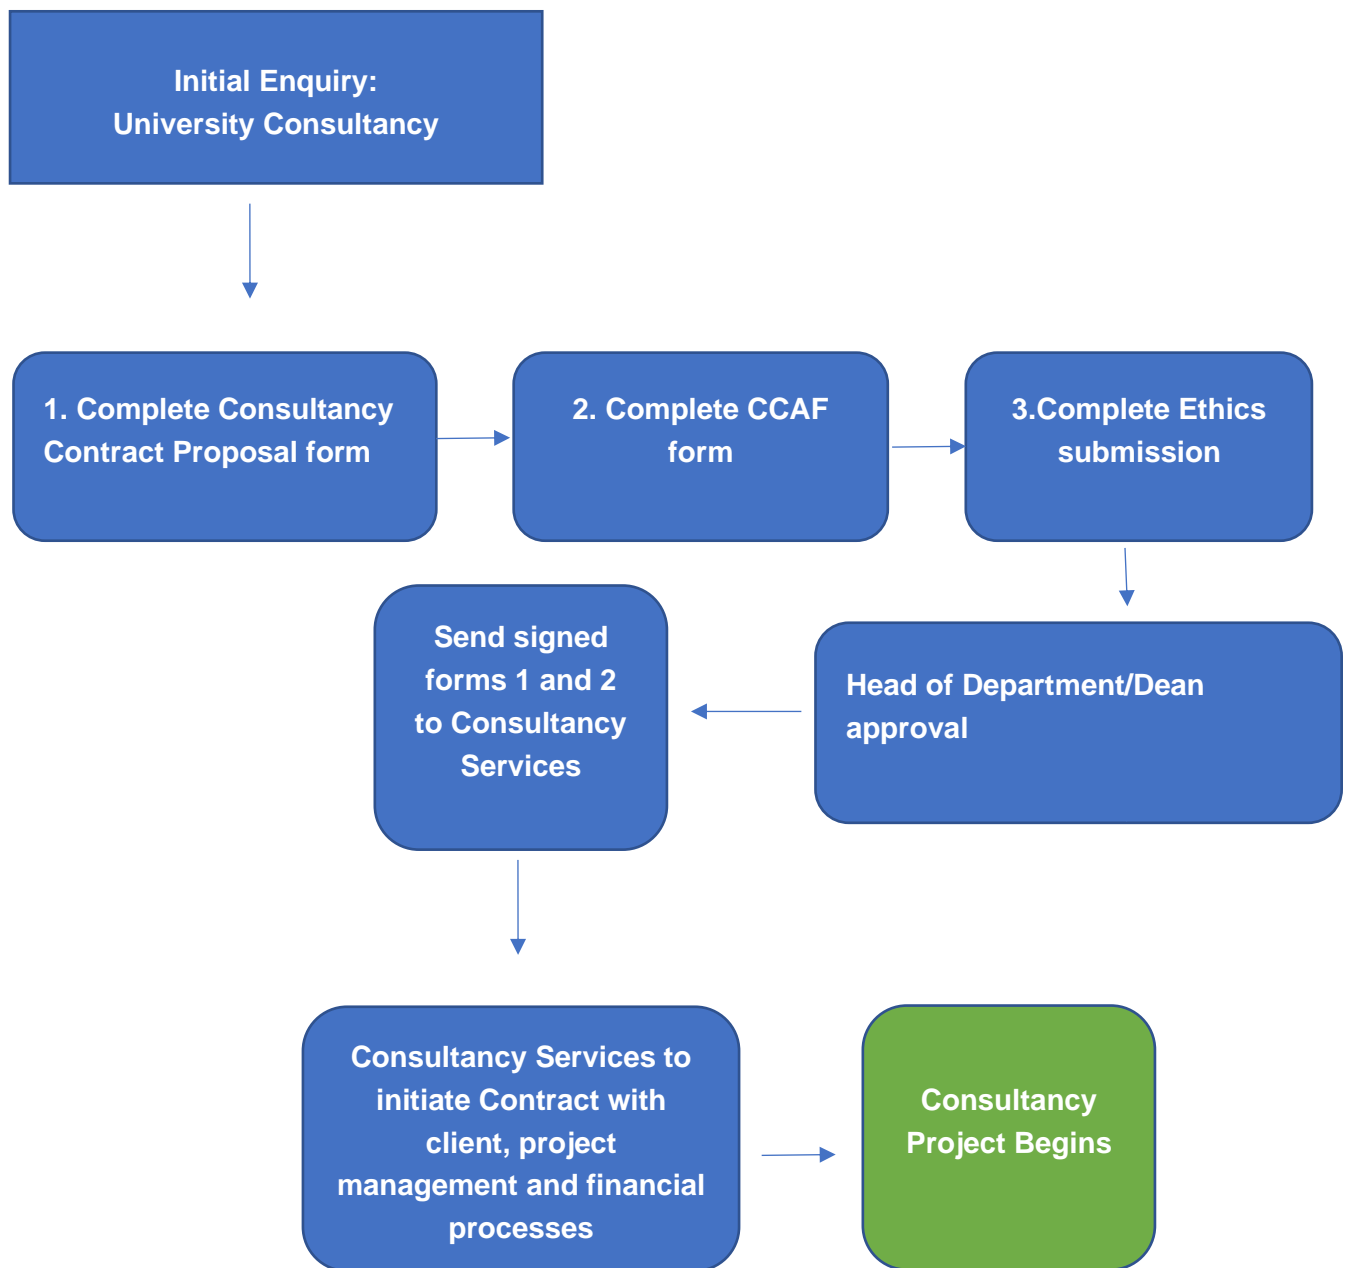 Initial Enquiry:
University Consultancy
1. Complete Consultancy
Contract Proposal form
2. Complete CCAF
form
3.Complete Ethics
submission
Head of Department/Dean
approval
Send signed
forms 1 and 2
to Consultancy
Services
Consultancy Services to
initiate Contract with
client, project
management and financial
processes
Consultancy
Project Begins